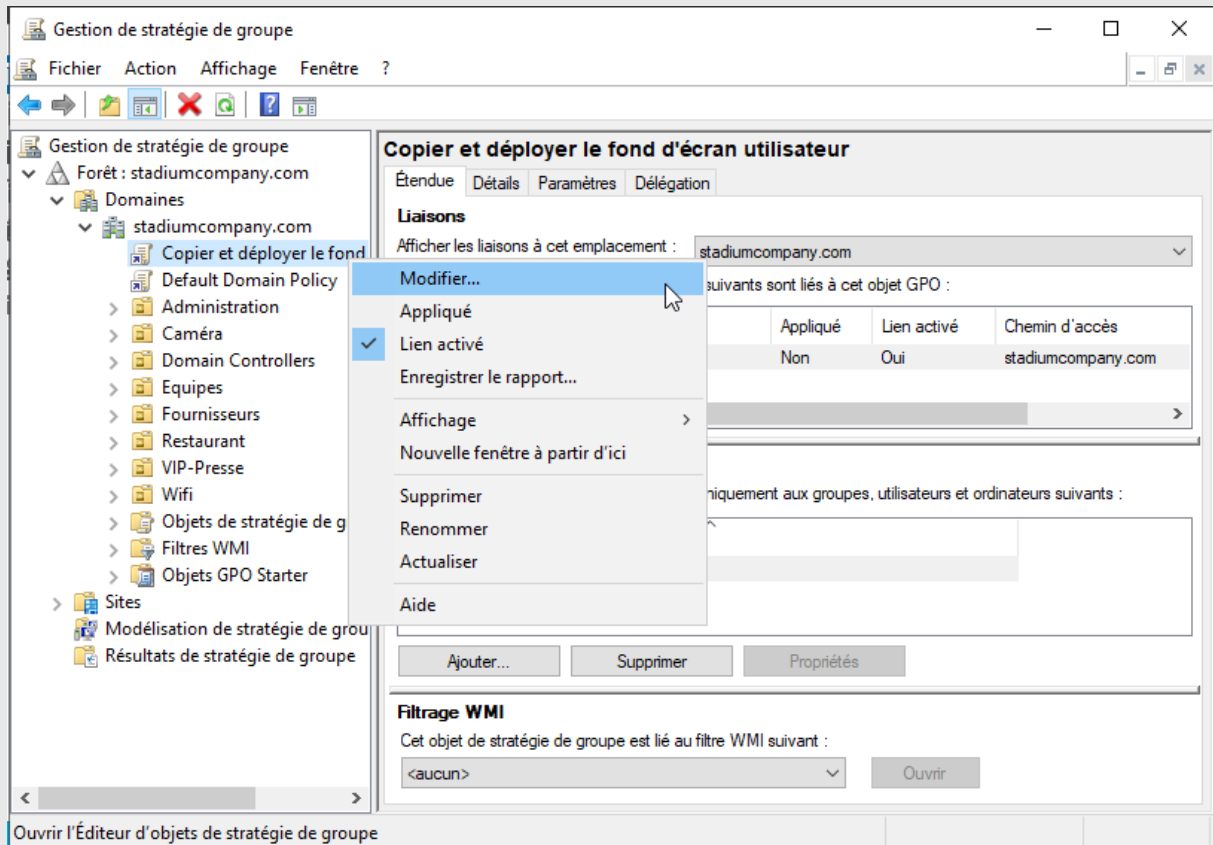 Gestion de stratégie de groupe
Fichier Action Affichage Fenêtre ?
Gestion de stratégie de groupe
Forêt : stadiumcompany.com
Domaines
stadiumcompany.com
Copier et déployer le fond
Default Domain Policy
Administration
Caméra
Domain Controllers
Equipes
Fournisseurs
Restaurant
VIP-Presse
Wifi
Objets de stratégie de g
Filtres WMI
Objets GPO Starter
Sites
Modélisation de stratégie de grou
Résultats de stratégie de groupe
Modifier...
Appliqué
Lien activé
Enregistrer le rapport...
Affichage
Nouvelle fenêtre à partir d'ici
Supprimer
Renommer
Actualiser
Aide
Copier et déployer le fond d'écran utilisateur
Étendue Détails Paramètres Délégation
Liaisons
Afficher les liaisons à cet emplacement : stadiumcompany.com
suivants sont liés à cet objet GPO :
Appliqué Lien activé Chemin d'accès
Non Oui stadiumcompany.com
niquement aux groupes, utilisateurs et ordinateurs suivants :
Ajouter... Supprimer Propriétés
Filtrage WMI
Cet objet de stratégie de groupe est lié au filtre WMI suivant :
<aucun> Ouvrir
Ouvrir l'Éditeur d'objets de stratégie de groupe